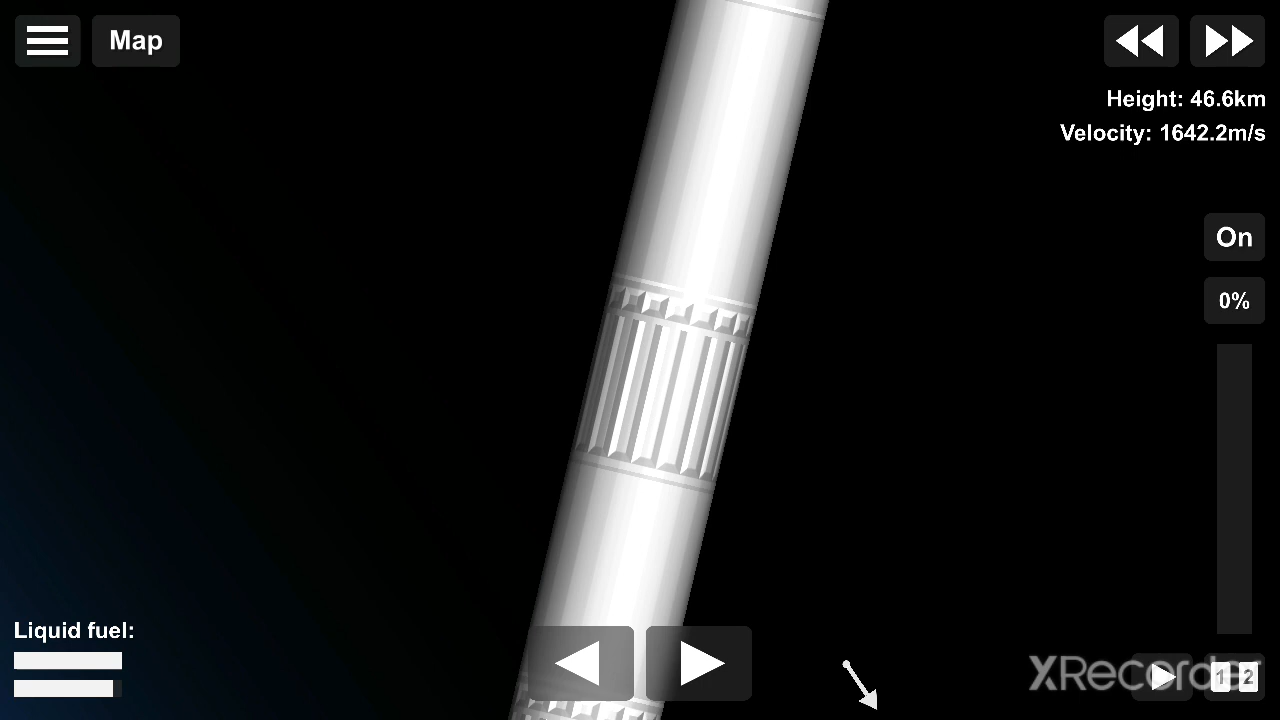 Map
Height: 46.6km
Velocity: 1642.2m/s
On
0%
Liquid fuel:
XRecorder
1 2